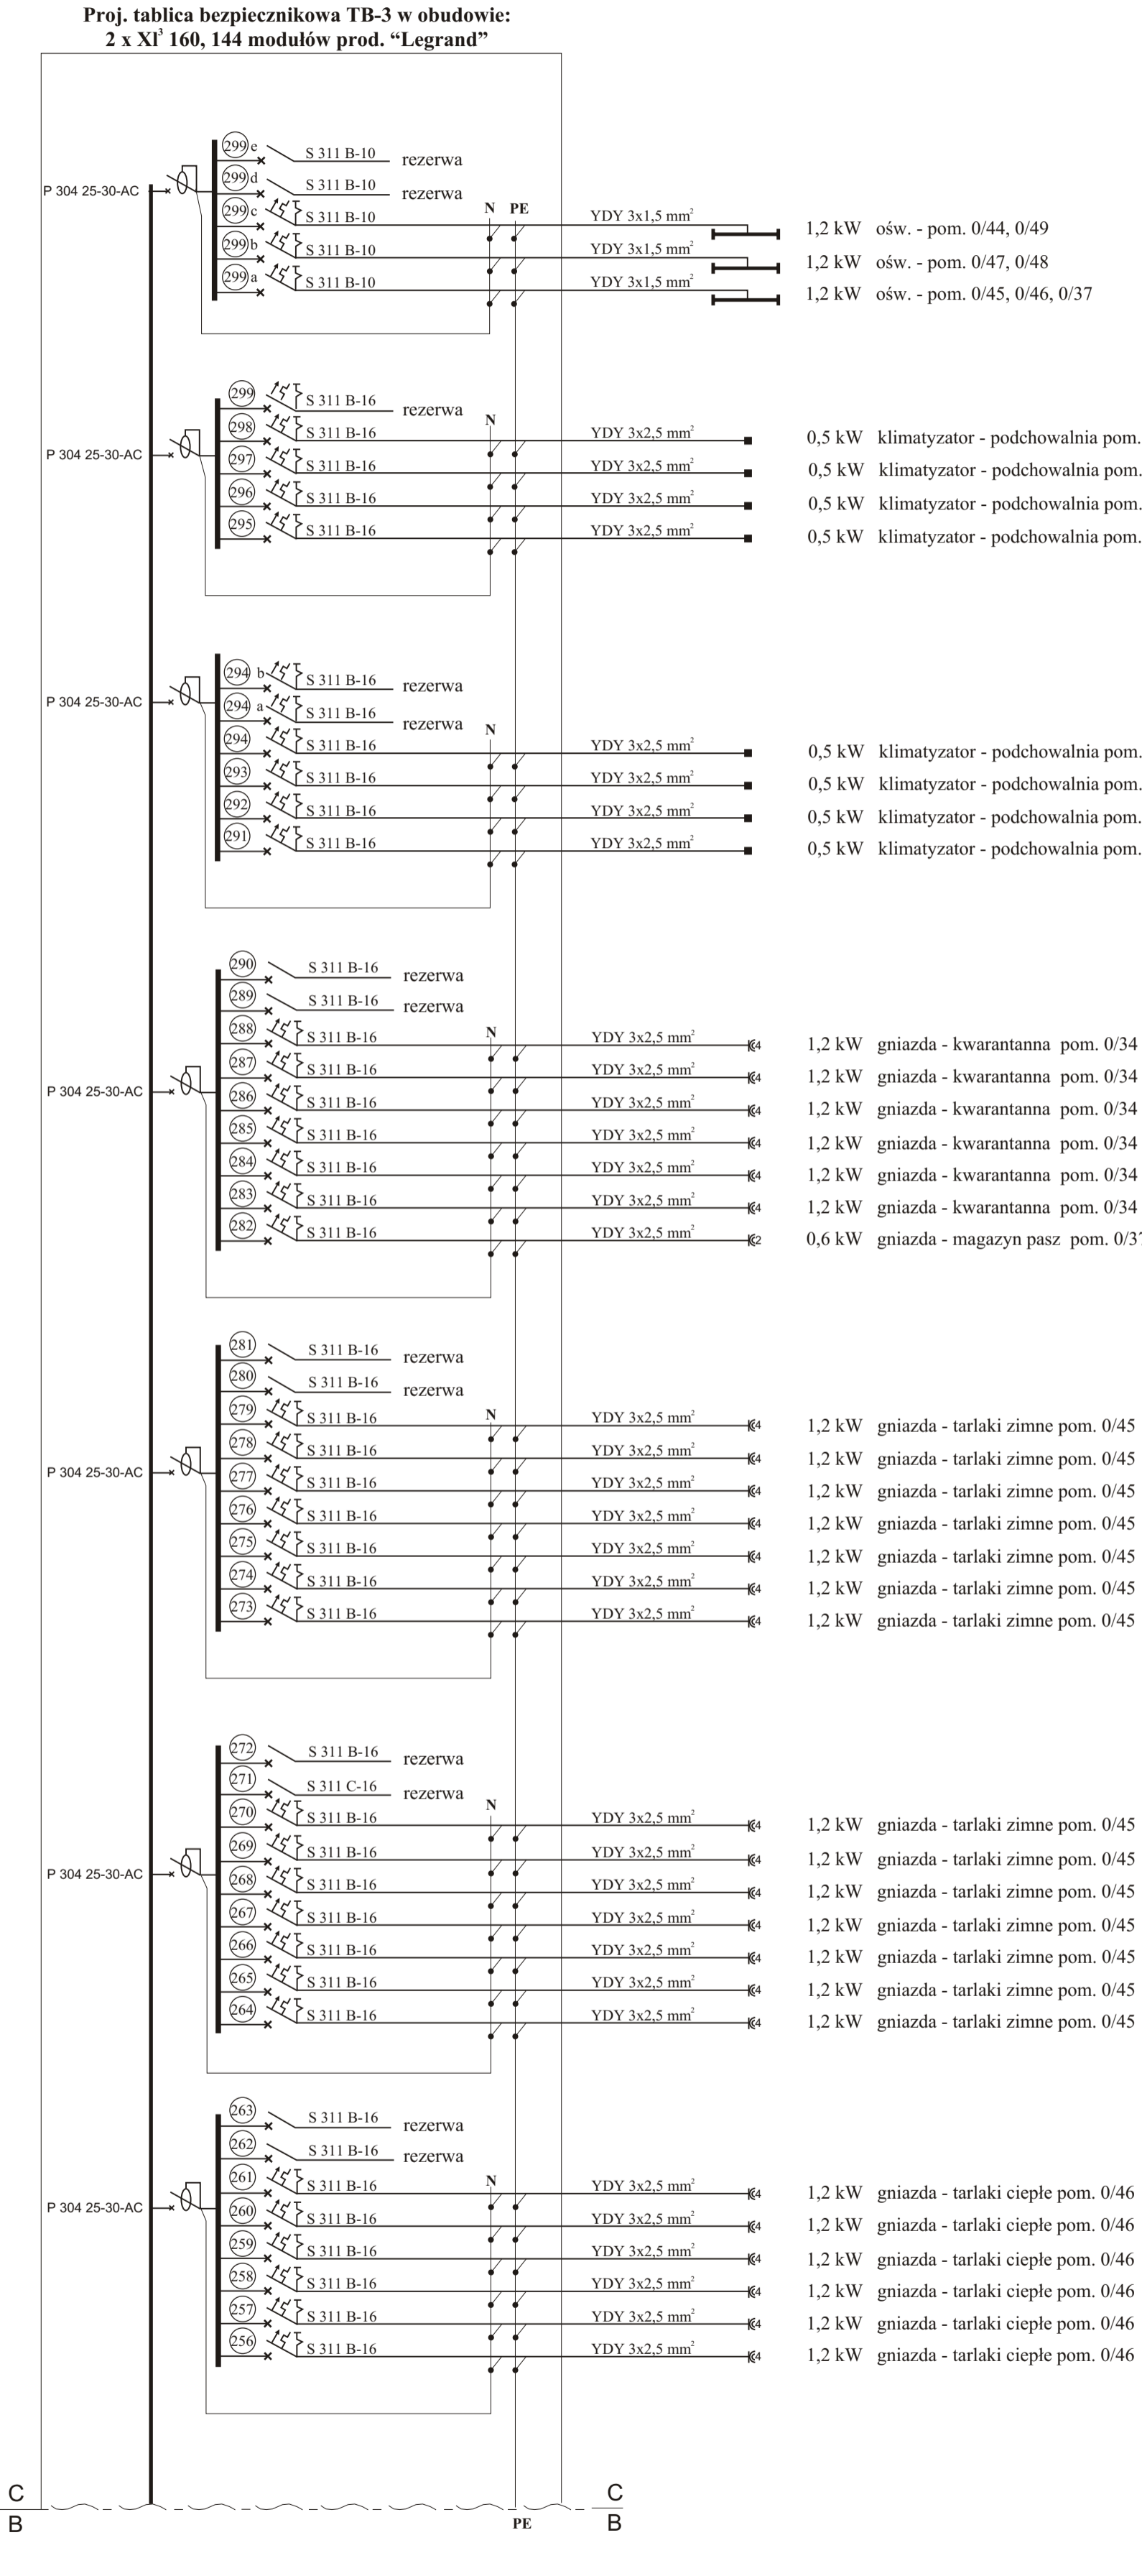 Proj. tablica bezpiecznikowa TB-3 w obudowie:
2 x Xl³ 160, 144 modułów prod. “Legrand”
299 e S 311 B-10 rezerwa
P 304 25-30-AC
299 d S 311 B-10 rezerwa
N PE
299 c S 311 B-10 YDY 3x1,5 mm² 1,2 kW ośw. - pom. 0/44, 0/49
299 b S 311 B-10 YDY 3x1,5 mm² 1,2 kW ośw. - pom. 0/47, 0/48
299 a S 311 B-10 YDY 3x1,5 mm² 1,2 kW ośw. - pom. 0/45, 0/46, 0/37
299 S 311 B-16 rezerwa
N
298 S 311 B-16 YDY 3x2,5 mm² 0,5 kW klimatyzator - podchowalnia pom.
P 304 25-30-AC
297 S 311 B-16 YDY 3x2,5 mm² 0,5 kW klimatyzator - podchowalnia pom.
296 S 311 B-16 YDY 3x2,5 mm² 0,5 kW klimatyzator - podchowalnia pom.
295 S 311 B-16 YDY 3x2,5 mm² 0,5 kW klimatyzator - podchowalnia pom.
294 b S 311 B-16 rezerwa
P 304 25-30-AC
294 a S 311 B-16 rezerwa
N
294 S 311 B-16 YDY 3x2,5 mm² 0,5 kW klimatyzator - podchowalnia pom.
293 S 311 B-16 YDY 3x2,5 mm² 0,5 kW klimatyzator - podchowalnia pom.
292 S 311 B-16 YDY 3x2,5 mm² 0,5 kW klimatyzator - podchowalnia pom.
291 S 311 B-16 YDY 3x2,5 mm² 0,5 kW klimatyzator - podchowalnia pom.
290 S 311 B-16 rezerwa
289 S 311 B-16 rezerwa
N
288 S 311 B-16 YDY 3x2,5 mm² 4 1,2 kW gniazda - kwarantanna pom. 0/34
287 S 311 B-16 YDY 3x2,5 mm² 4 1,2 kW gniazda - kwarantanna pom. 0/34
P 304 25-30-AC
286 S 311 B-16 YDY 3x2,5 mm² 4 1,2 kW gniazda - kwarantanna pom. 0/34
285 S 311 B-16 YDY 3x2,5 mm² 4 1,2 kW gniazda - kwarantanna pom. 0/34
284 S 311 B-16 YDY 3x2,5 mm² 4 1,2 kW gniazda - kwarantanna pom. 0/34
283 S 311 B-16 YDY 3x2,5 mm² 4 1,2 kW gniazda - kwarantanna pom. 0/34
282 S 311 B-16 YDY 3x2,5 mm² 2 0,6 kW gniazda - magazyn pasz pom. 0/37
281 S 311 B-16 rezerwa
280 S 311 B-16 rezerwa
N
279 S 311 B-16 YDY 3x2,5 mm² 4 1,2 kW gniazda - tarlaki zimne pom. 0/45
278 S 311 B-16 YDY 3x2,5 mm² 4 1,2 kW gniazda - tarlaki zimne pom. 0/45
P 304 25-30-AC
277 S 311 B-16 YDY 3x2,5 mm² 4 1,2 kW gniazda - tarlaki zimne pom. 0/45
276 S 311 B-16 YDY 3x2,5 mm² 4 1,2 kW gniazda - tarlaki zimne pom. 0/45
275 S 311 B-16 YDY 3x2,5 mm² 4 1,2 kW gniazda - tarlaki zimne pom. 0/45
274 S 311 B-16 YDY 3x2,5 mm² 4 1,2 kW gniazda - tarlaki zimne pom. 0/45
273 S 311 B-16 YDY 3x2,5 mm² 4 1,2 kW gniazda - tarlaki zimne pom. 0/45
272 S 311 B-16 rezerwa
271 S 311 C-16 rezerwa
N
270 S 311 B-16 YDY 3x2,5 mm² 4 1,2 kW gniazda - tarlaki zimne pom. 0/45
269 S 311 B-16 YDY 3x2,5 mm² 4 1,2 kW gniazda - tarlaki zimne pom. 0/45
P 304 25-30-AC
268 S 311 B-16 YDY 3x2,5 mm² 4 1,2 kW gniazda - tarlaki zimne pom. 0/45
267 S 311 B-16 YDY 3x2,5 mm² 4 1,2 kW gniazda - tarlaki zimne pom. 0/45
266 S 311 B-16 YDY 3x2,5 mm² 4 1,2 kW gniazda - tarlaki zimne pom. 0/45
265 S 311 B-16 YDY 3x2,5 mm² 4 1,2 kW gniazda - tarlaki zimne pom. 0/45
264 S 311 B-16 YDY 3x2,5 mm² 4 1,2 kW gniazda - tarlaki zimne pom. 0/45
263 S 311 B-16 rezerwa
262 S 311 B-16 rezerwa
N
261 S 311 B-16 YDY 3x2,5 mm² 4 1,2 kW gniazda - tarlaki ciepłe pom. 0/46
P 304 25-30-AC
260 S 311 B-16 YDY 3x2,5 mm² 4 1,2 kW gniazda - tarlaki ciepłe pom. 0/46
259 S 311 B-16 YDY 3x2,5 mm² 4 1,2 kW gniazda - tarlaki ciepłe pom. 0/46
258 S 311 B-16 YDY 3x2,5 mm² 4 1,2 kW gniazda - tarlaki ciepłe pom. 0/46
257 S 311 B-16 YDY 3x2,5 mm² 4 1,2 kW gniazda - tarlaki ciepłe pom. 0/46
256 S 311 B-16 YDY 3x2,5 mm² 4 1,2 kW gniazda - tarlaki ciepłe pom. 0/46
C C
B PE B